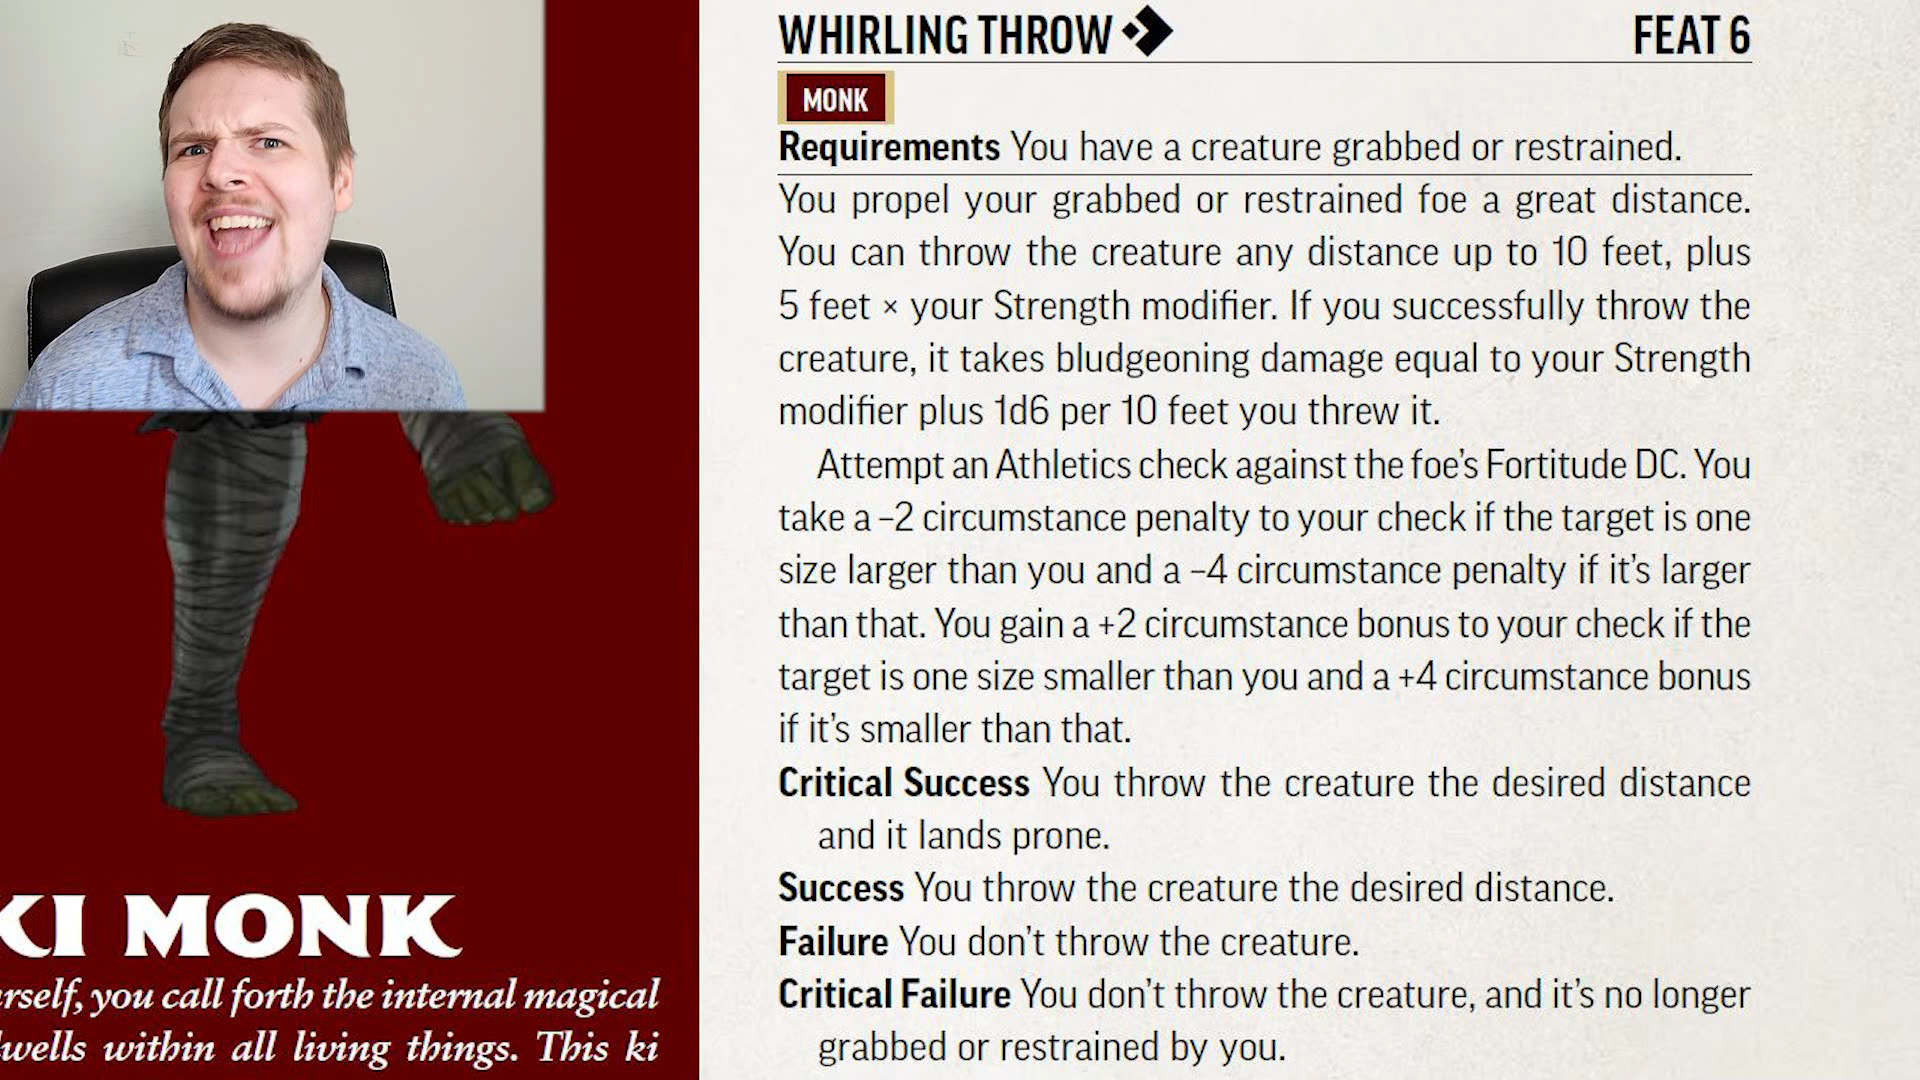 WHIRLING THROW FEAT 6
MONK
Requirements You have a creature grabbed or restrained.
You propel your grabbed or restrained foe a great distance.
You can throw the creature any distance up to 10 feet, plus
5 feet × your Strength modifier. If you successfully throw the
creature, it takes bludgeoning damage equal to your Strength
modifier plus 1d6 per 10 feet you threw it.
Attempt an Athletics check against the foe's Fortitude DC. You
take a –2 circumstance penalty to your check if the target is one
size larger than you and a –4 circumstance penalty if it's larger
than that. You gain a +2 circumstance bonus to your check if the
target is one size smaller than you and a +4 circumstance bonus
if it's smaller than that.
Critical Success You throw the creature the desired distance
and it lands prone.
Success You throw the creature the desired distance.
Failure You don't throw the creature.
Critical Failure You don't throw the creature, and it's no longer
grabbed or restrained by you.
KI MONK
urself, you call forth the internal magical
wells within all living things. This ki